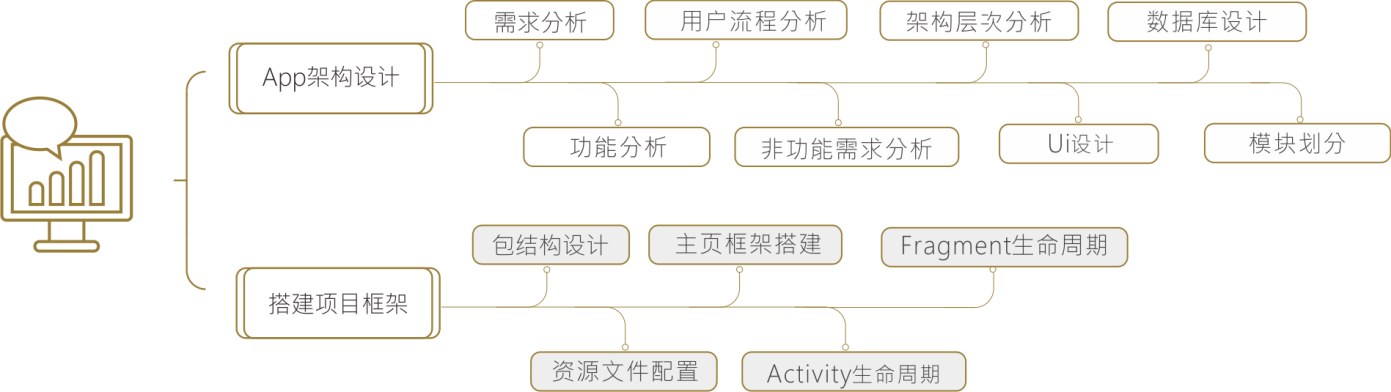 需求分析
用户流程分析
架构层次分析
数据库设计
App架构设计
功能分析
非功能需求分析
Ui设计
模块划分
包结构设计
主页框架搭建
Fragment生命周期
搭建项目框架
资源文件配置
Activity生命周期